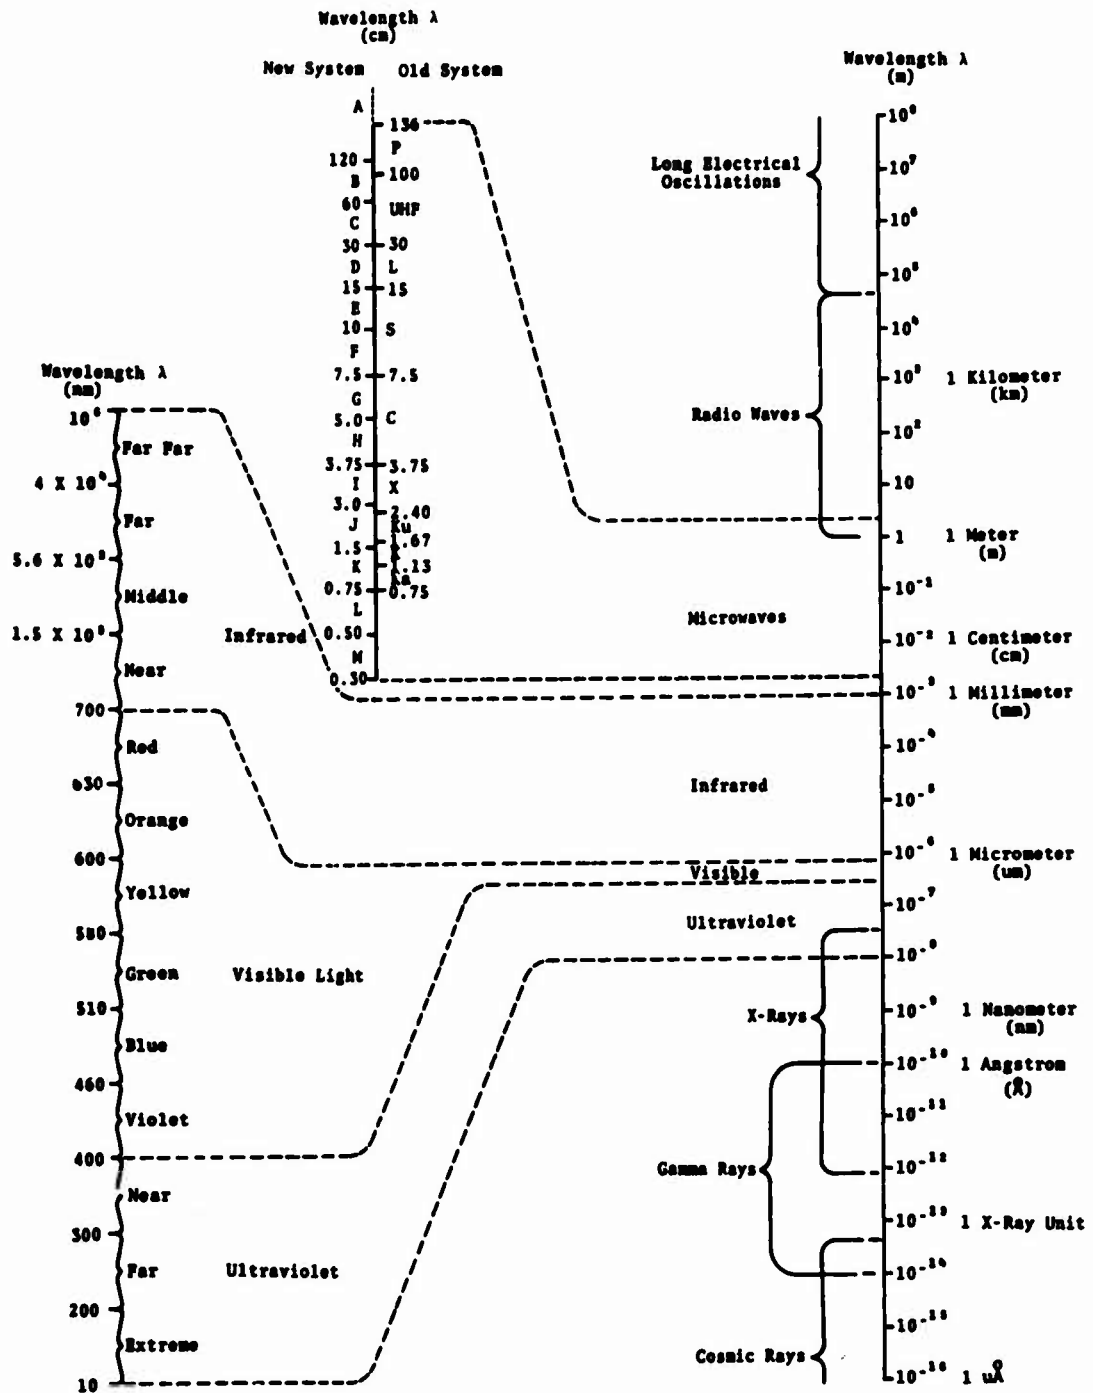 Wavelength λ
(cm)
New System Old System
A
136
P
120
100
B
60
UHF
C
30 30
D L
15 15
E
10 S
F
7.5 7.5
G
5.0 C
H
3.75 3.75
I X
3.0
2.40
J Ku
1.67
1.5
K
1.13
Ka
0.75 0.75
L
0.50
M
0.30
Wavelength λ
(nm)
10⁶
Far Far
4 X 10⁴
Far
5.6 X 10³
Middle
1.5 X 10³
Near
700
Red
630
Orange
600
Yellow
580
Green
510
Blue
460
Violet
400
Near
300
Far
200
Extreme
10
Infrared
Visible Light
Ultraviolet
Long Electrical
Oscillations
Radio Waves
Microwaves
Infrared
Visible
Ultraviolet
X-Rays
Gamma Rays
Cosmic Rays
Wavelength λ
(m)
10⁸
10⁷
10⁶
10⁵
10⁴
10³ 1 Kilometer
(km)
10²
10
1 1 Meter
(m)
10⁻¹
10⁻² 1 Centimeter
(cm)
10⁻³ 1 Millimeter
(mm)
10⁻⁴
10⁻⁵
10⁻⁶ 1 Micrometer
(um)
10⁻⁷
10⁻⁸
10⁻⁹ 1 Nanometer
(nm)
10⁻¹⁰ 1 Angstrom
(Å)
10⁻¹¹
10⁻¹²
10⁻¹³ 1 X-Ray Unit
10⁻¹⁴
10⁻¹⁵
10⁻¹⁶ 1 uÅ